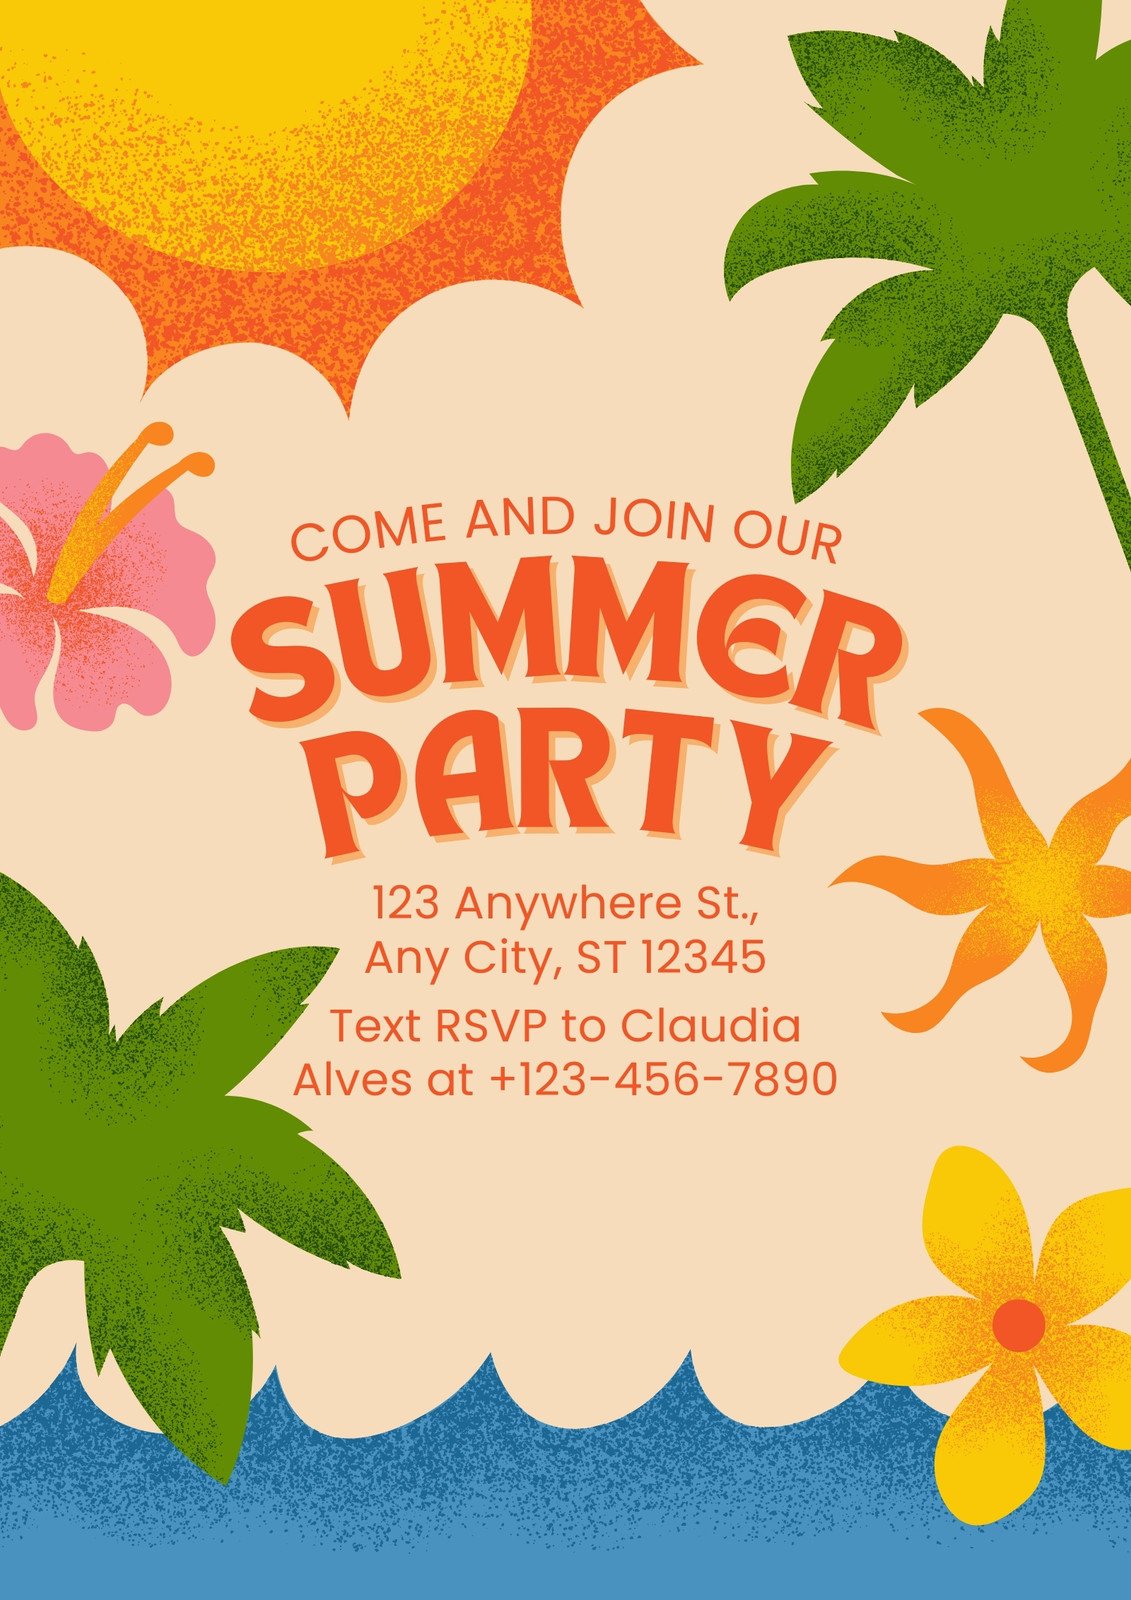 COME AND JOIN OUR
SUMMER
PARTY
123 Anywhere St.,
Any City, ST 12345
Text RSVP to Claudia
Alves at +123-456-7890